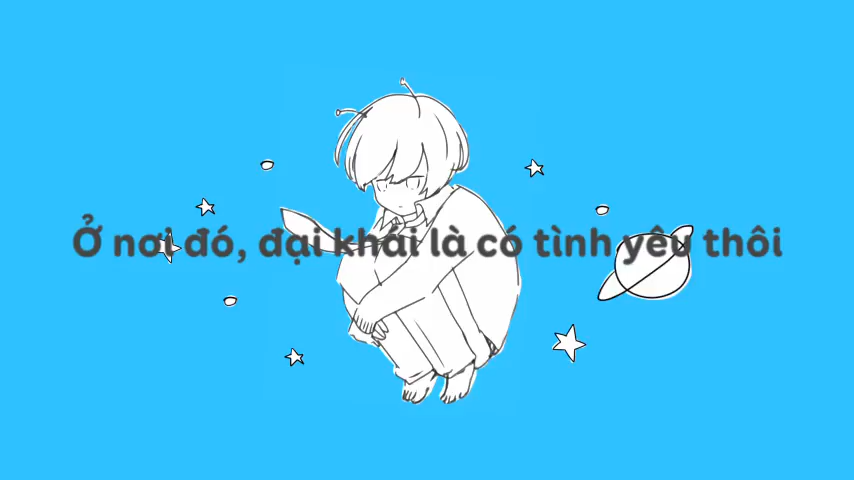 Ở nơi đó, đại khái là có tình yêu thôi